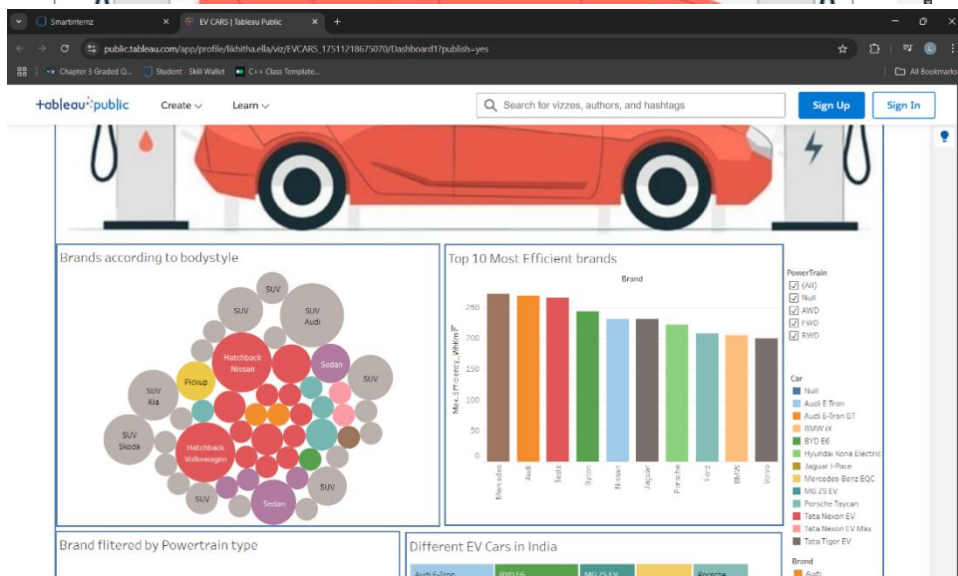 Smartinternz
EV CARS | Tableau Public
public.tableau.com/app/profile/likhitha.ella/viz/EVCARS_17511218675070/Dashboard1?publish=yes
Chapter 3 Graded Q...
Student - Skill Wallet
C++ Class Template...
All Bookmarks
+ableau public
Create
Learn
Search for vizzes, authors, and hashtags
Sign Up
Sign In
Brands according to bodystyle
SUV
SUV
SUV
Audi
Hatchback
Nissan
Sedan
SUV
Pickup
SUV
Kia
SUV
Skoda
Hatchback
Volkswagen
SUV
SUV
Sedan
Top 10 Most Efficient brands
Brand
Max. Efficiency_WhKm
250
200
150
100
50
0
Mercedes
Audi
Tesla
Byton
Nissan
Jaguar
Porsche
Ford
BMW
Volvo
PowerTrain
(All)
Null
AWD
FWD
RWD
Car
Null
Audi E-Tron
Audi E-Tron GT
BMW iX
BYD E6
Hyundai Kona Electric
Jaguar I-Pace
Mercedes-Benz EQC
MG ZS EV
Porsche Taycan
Tata Nexon EV
Tata Nexon EV Max
Tata Tigor EV
Brand
Audi
Brand flitered by Powertrain type
Different EV Cars in India
Audi E-Tron
BYD E6
MG ZS EV
Porsche